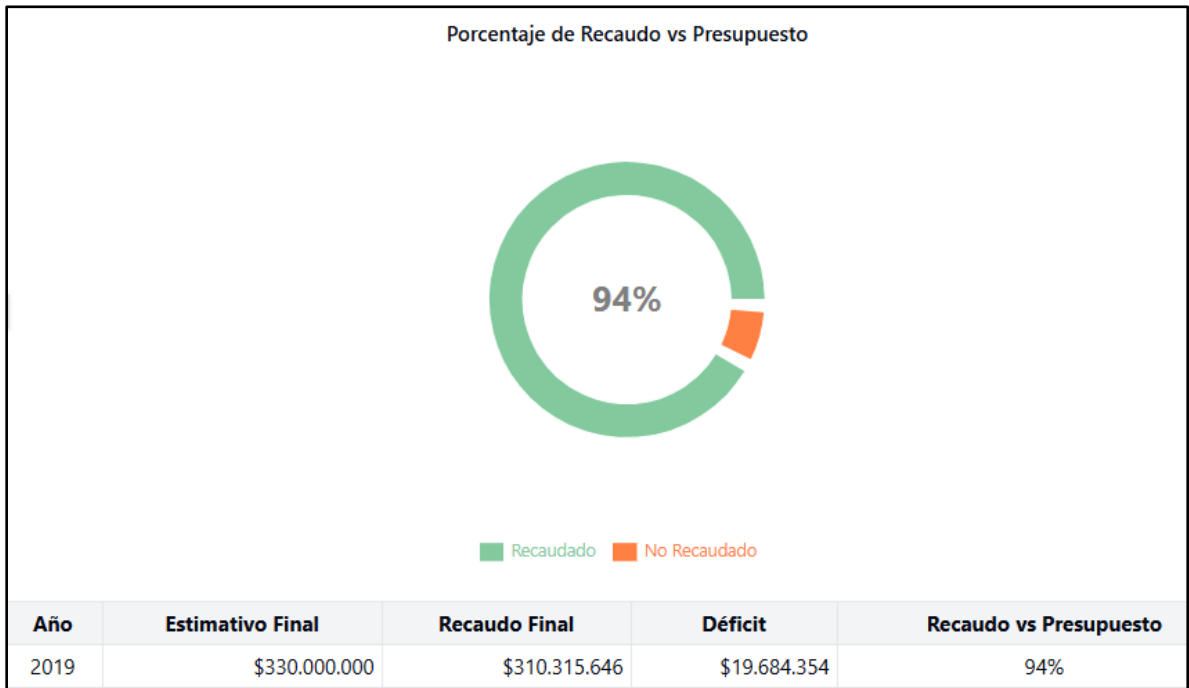 Porcentaje de Recaudo vs Presupuesto
94%
Recaudado No Recaudado
Año Estimativo Final Recaudo Final Déficit Recaudo vs Presupuesto
2019 $330.000.000 $310.315.646 $19.684.354 94%